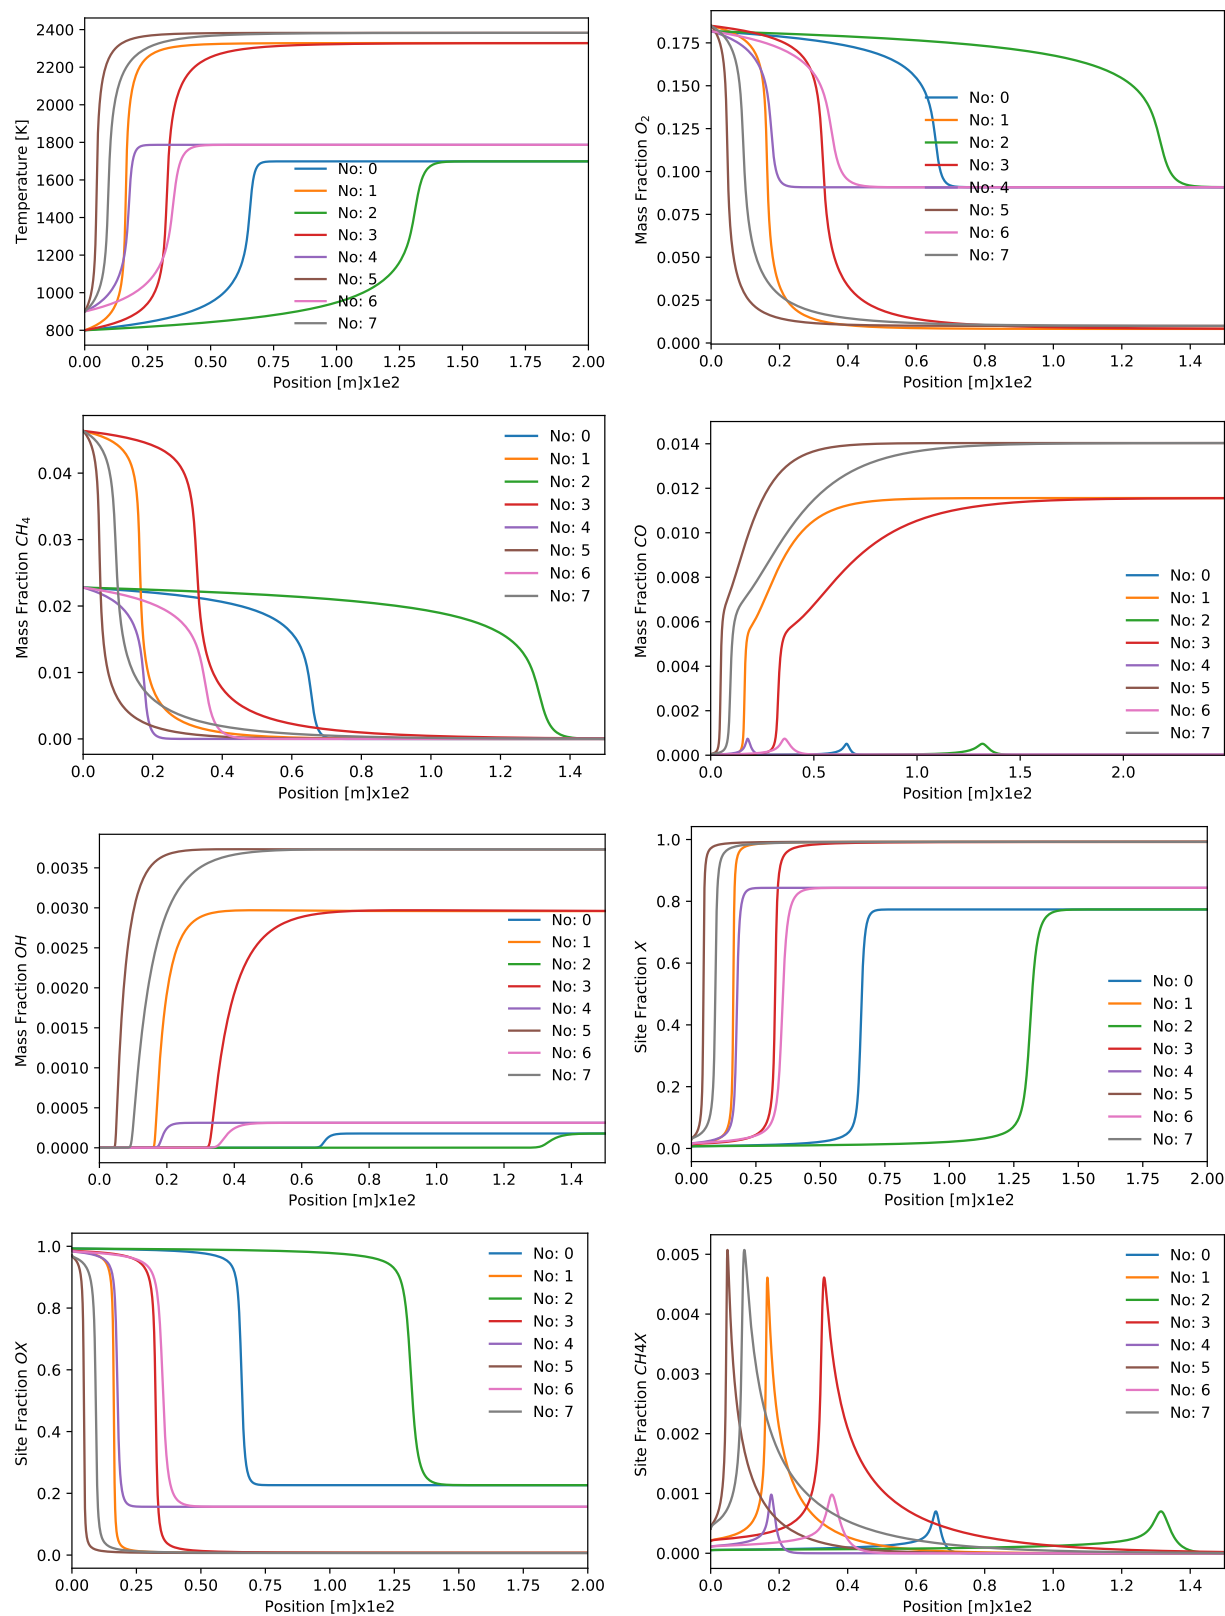 2400
2200
2000
1800
1600
1400
1200
1000
800
Temperature [K]
0.00 0.25 0.50 0.75 1.00 1.25 1.50 1.75 2.00
Position [m]x1e2
No: 0
No: 1
No: 2
No: 3
No: 4
No: 5
No: 6
No: 7
0.175
0.150
0.125
0.100
0.075
0.050
0.025
0.000
Mass Fraction O2
0.0 0.2 0.4 0.6 0.8 1.0 1.2 1.4
Position [m]x1e2
No: 0
No: 1
No: 2
No: 3
No: 4
No: 5
No: 6
No: 7
0.04
0.03
0.02
0.01
0.00
Mass Fraction CH4
0.0 0.2 0.4 0.6 0.8 1.0 1.2 1.4
Position [m]x1e2
No: 0
No: 1
No: 2
No: 3
No: 4
No: 5
No: 6
No: 7
0.014
0.012
0.010
0.008
0.006
0.004
0.002
0.000
Mass Fraction CO
0.0 0.5 1.0 1.5 2.0
Position [m]x1e2
No: 0
No: 1
No: 2
No: 3
No: 4
No: 5
No: 6
No: 7
0.0035
0.0030
0.0025
0.0020
0.0015
0.0010
0.0005
0.0000
Mass Fraction OH
0.0 0.2 0.4 0.6 0.8 1.0 1.2 1.4
Position [m]x1e2
No: 0
No: 1
No: 2
No: 3
No: 4
No: 5
No: 6
No: 7
1.0
0.8
0.6
0.4
0.2
0.0
Site Fraction X
0.00 0.25 0.50 0.75 1.00 1.25 1.50 1.75 2.00
Position [m]x1e2
No: 0
No: 1
No: 2
No: 3
No: 4
No: 5
No: 6
No: 7
1.0
0.8
0.6
0.4
0.2
0.0
Site Fraction OX
0.00 0.25 0.50 0.75 1.00 1.25 1.50 1.75 2.00
Position [m]x1e2
No: 0
No: 1
No: 2
No: 3
No: 4
No: 5
No: 6
No: 7
0.005
0.004
0.003
0.002
0.001
0.000
Site Fraction CH4X
0.0 0.2 0.4 0.6 0.8 1.0 1.2 1.4
Position [m]x1e2
No: 0
No: 1
No: 2
No: 3
No: 4
No: 5
No: 6
No: 7